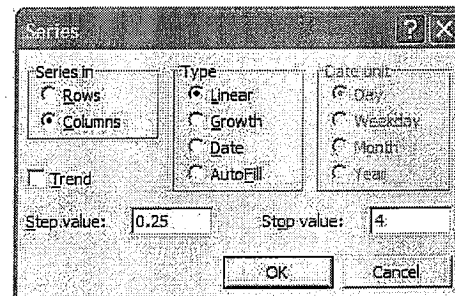 Series
Series in Type Date unit
Rows Linear Day
Columns Growth Weekday
Date Month
Trend AutoFill Year
Step value: 0.25 Stop value: 4
OK Cancel